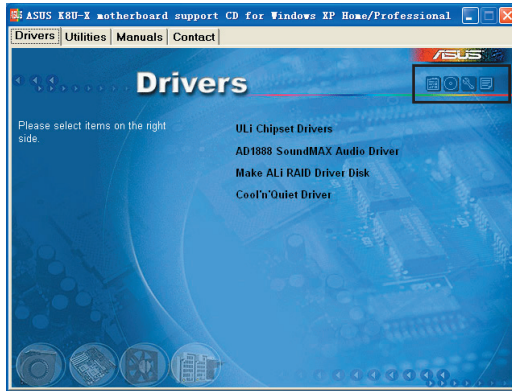 ASUS K8U-X motherboard support CD for Windows XP Home/Professional
Drivers Utilities Manuals Contact
ASUS
Drivers
Please select items on the right
side.
ULi Chipset Drivers
AD1888 SoundMAX Audio Driver
Make ALi RAID Driver Disk
Cool'n'Quiet Driver